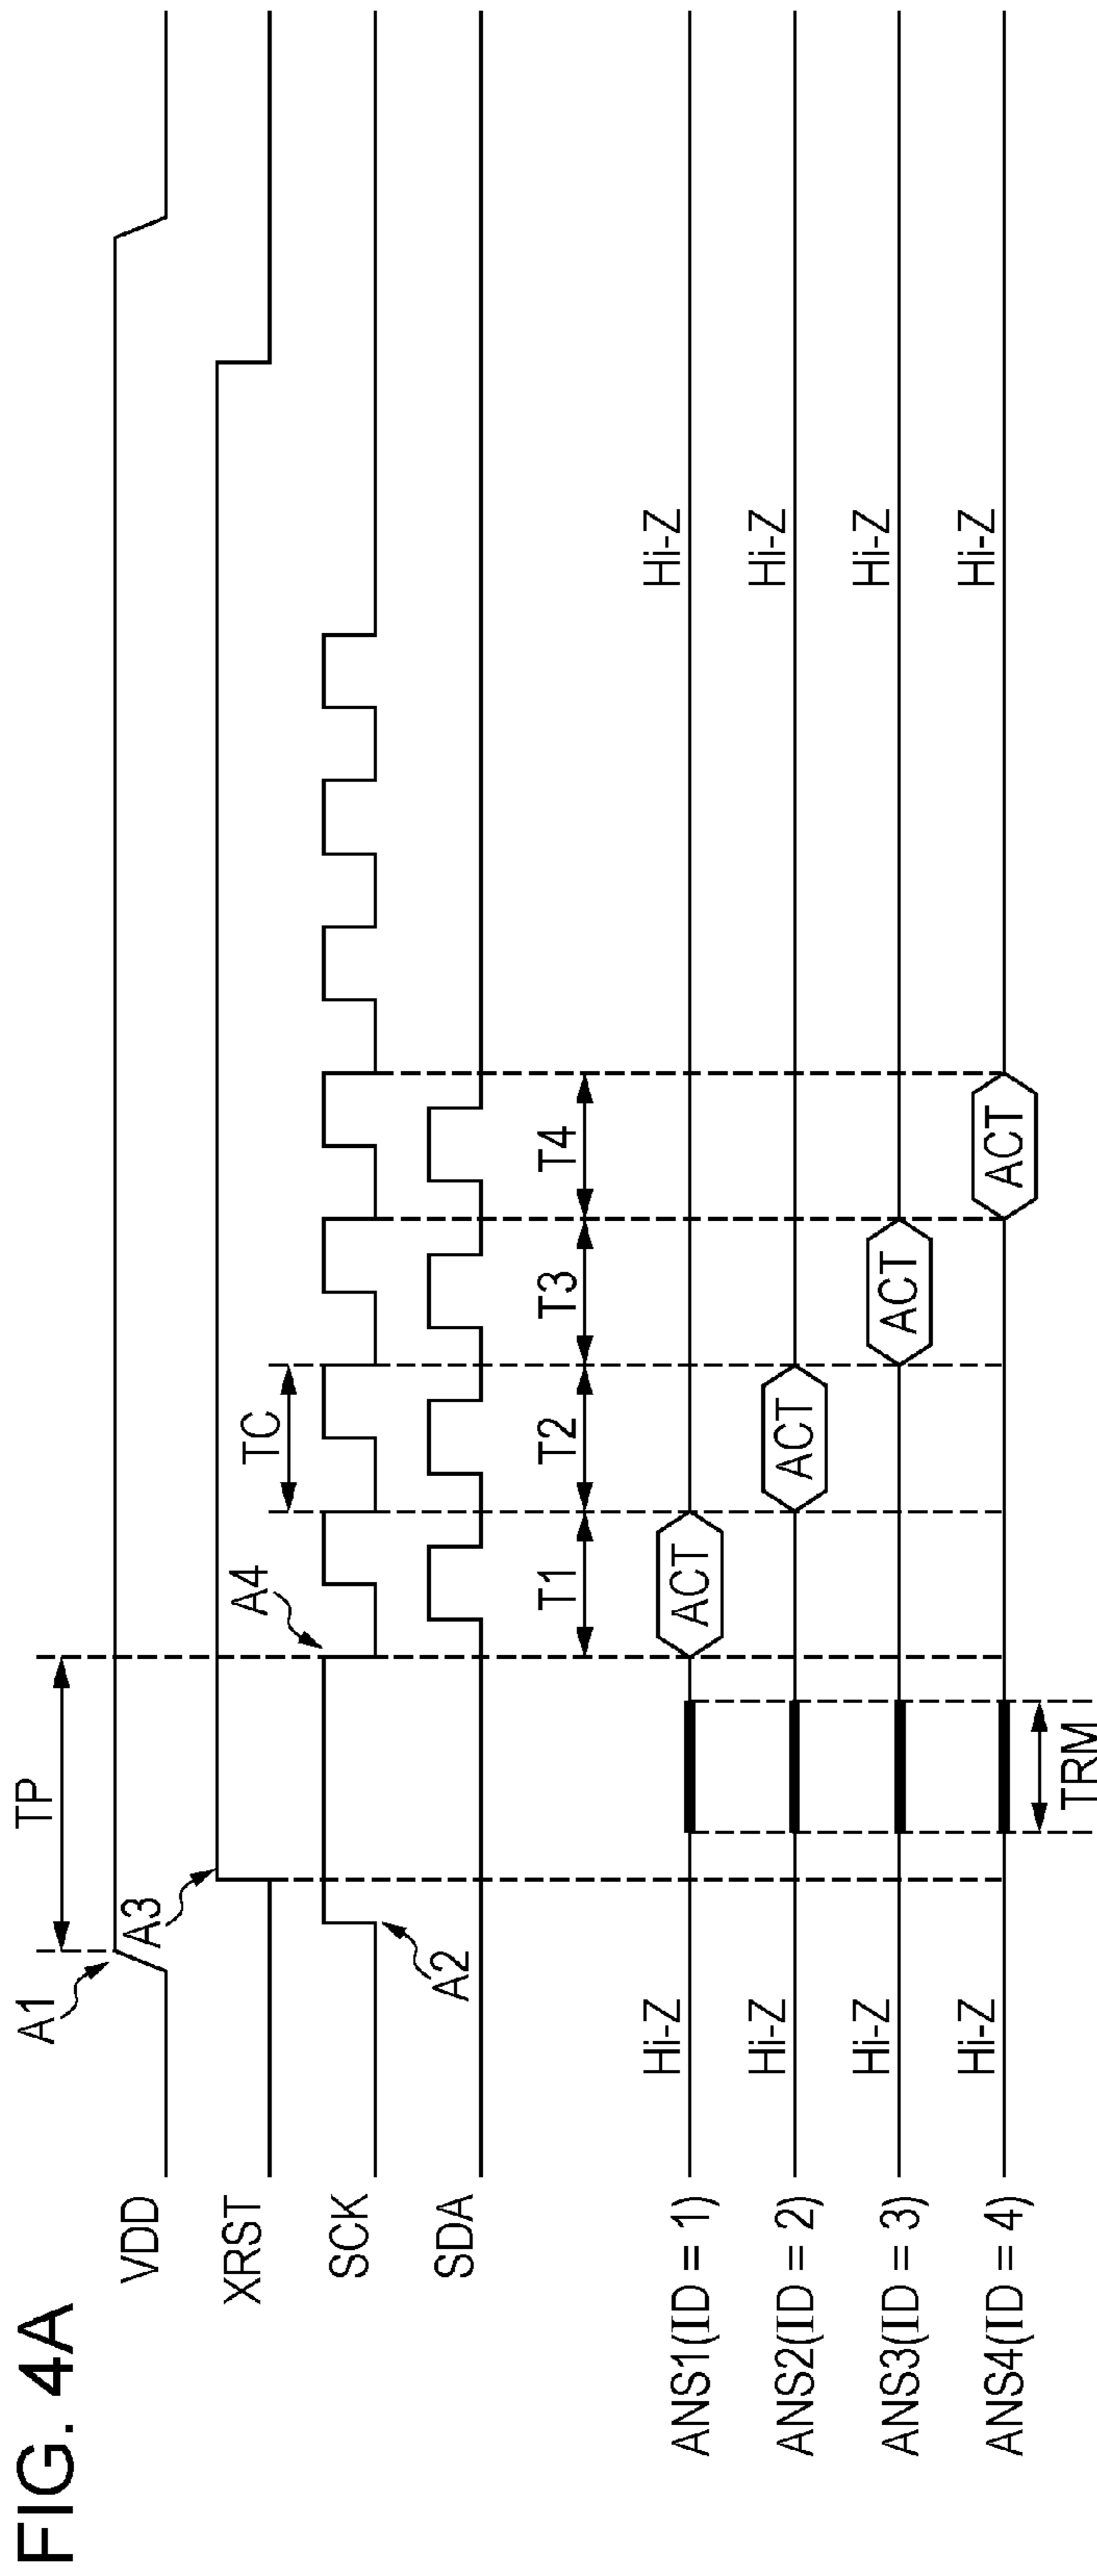 FIG. 4A
A1
TP
VDD
A3
XRST
TC
A4
SCK
A2
SDA
T1
T2
T3
T4
ANS1(ID = 1)
Hi-Z
ACT
Hi-Z
ANS2(ID = 2)
Hi-Z
ACT
Hi-Z
ANS3(ID = 3)
Hi-Z
ACT
Hi-Z
ANS4(ID = 4)
Hi-Z
ACT
Hi-Z
TRM